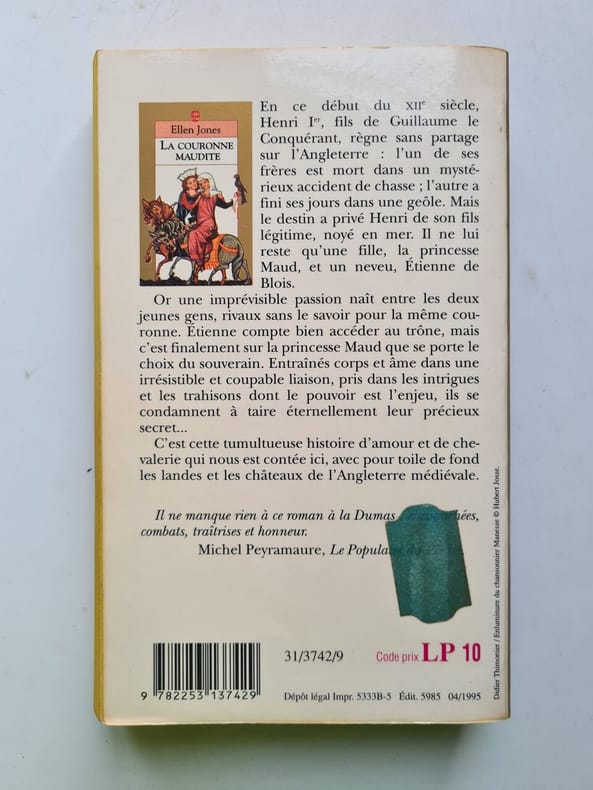 Ellen Jones
LA COURONNE
MAUDITE
En ce début du XIIᵉ siècle,
Henri Iᵉʳ, fils de Guillaume le
Conquérant, règne sans partage
sur l'Angleterre : l'un de ses
frères est mort dans un mysté-
rieux accident de chasse ; l'autre a
fini ses jours dans une geôle. Mais
le destin a privé Henri de son fils
légitime, noyé en mer. Il ne lui
reste qu'une fille, la princesse
Maud, et un neveu, Étienne de
Blois.
Or une imprévisible passion naît entre les deux
jeunes gens, rivaux sans le savoir pour la même cou-
ronne. Étienne compte bien accéder au trône, mais
c'est finalement sur la princesse Maud que se porte le
choix du souverain. Entraînés corps et âme dans une
irrésistible et coupable liaison, pris dans les intrigues
et les trahisons dont le pouvoir est l'enjeu, ils se
condamnent à taire éternellement leur précieux
secret...
C'est cette tumultueuse histoire d'amour et de che-
valerie qui nous est contée ici, avec pour toile de fond
les landes et les châteaux de l'Angleterre médiévale.
Il ne manque rien à ce roman à la Dumas
combats, traîtrises et honneur.
Michel Peyramaure, Le
31/3742/9
Code prix LP 10
9 782253 137429
Dépôt légal Impr. 5333B-5 Édit. 5985 04/1995
Didier Thimonier / Enluminure du chansonnier Manesse © Hubert Josse.